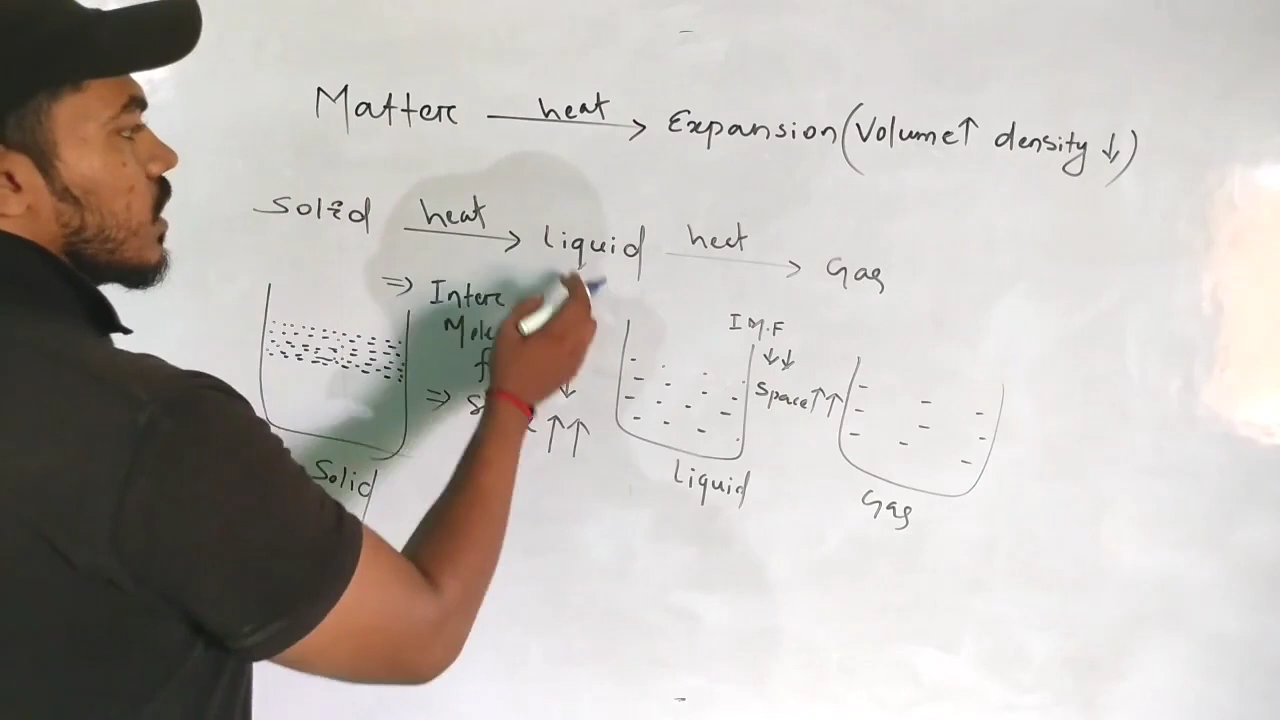 Matter heat → Expansion (Volume↑ density ↓)
Solid heat → liquid heat → Gas
⇒ Inter
I.M.F
↓↓
Space↑↑
⇒
↑↑
Solid
Liquid
Gas